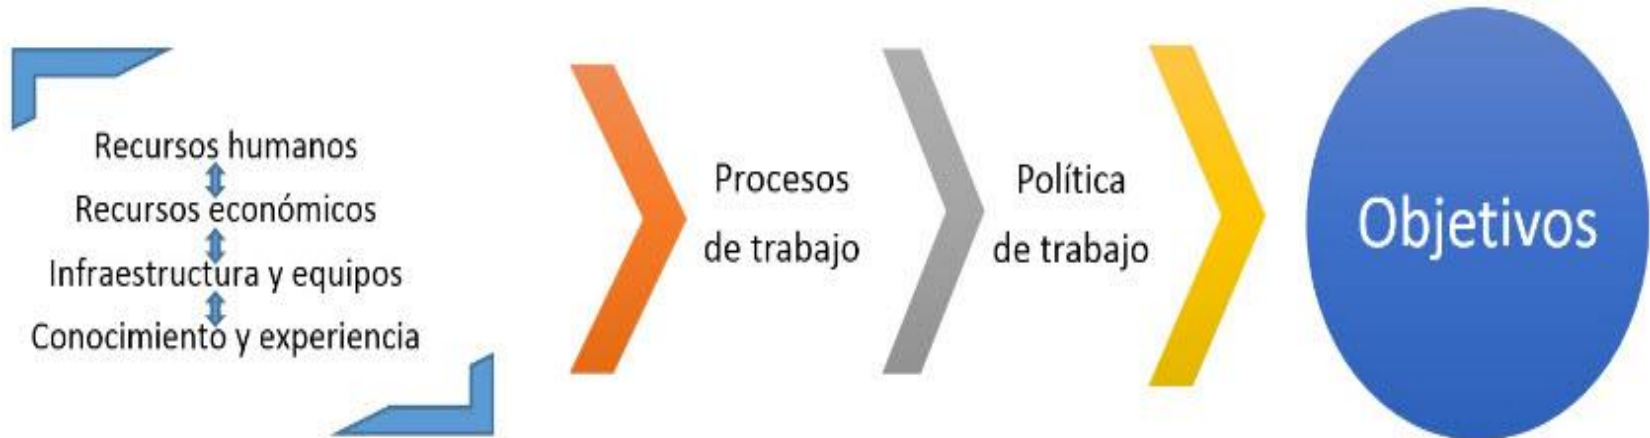 Recursos humanos
Recursos económicos
Infraestructura y equipos
Conocimiento y experiencia
Procesos
de trabajo
Política
de trabajo
Objetivos